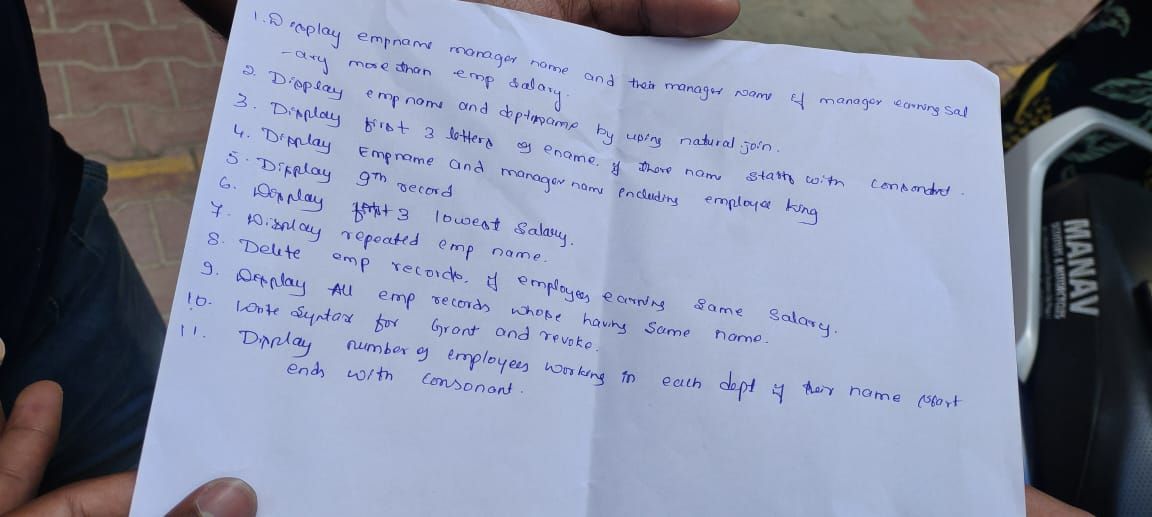 1. Display empname manager name and their manager name if manager earning sal
-ary more than emp salary.
2. Display empname and deptname by using natural join.
3. Display first 3 letters of ename. if there name starts with consonant.
4. Display Empname and manager name including employee king
5. Display 9th record
6. Display first 3 lowest salary.
7. Display repeated emp name.
8. Delete emp records. if employees earning same salary.
9. Display All emp records whose having same name.
10. Write Syntax for Grant and revoke.
11. Display number of employees working in each dept if their name start
ends with consonant.
MANAV